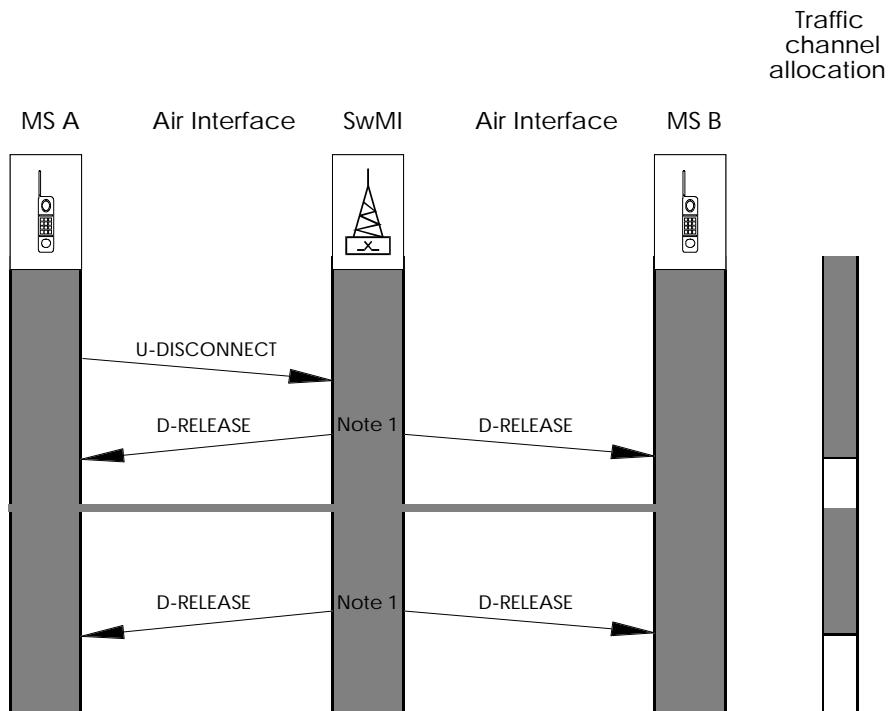 Traffic
channel
allocation
MS A Air Interface SwMI Air Interface MS B
U-DISCONNECT
D-RELEASE Note 1 D-RELEASE
D-RELEASE Note 1 D-RELEASE